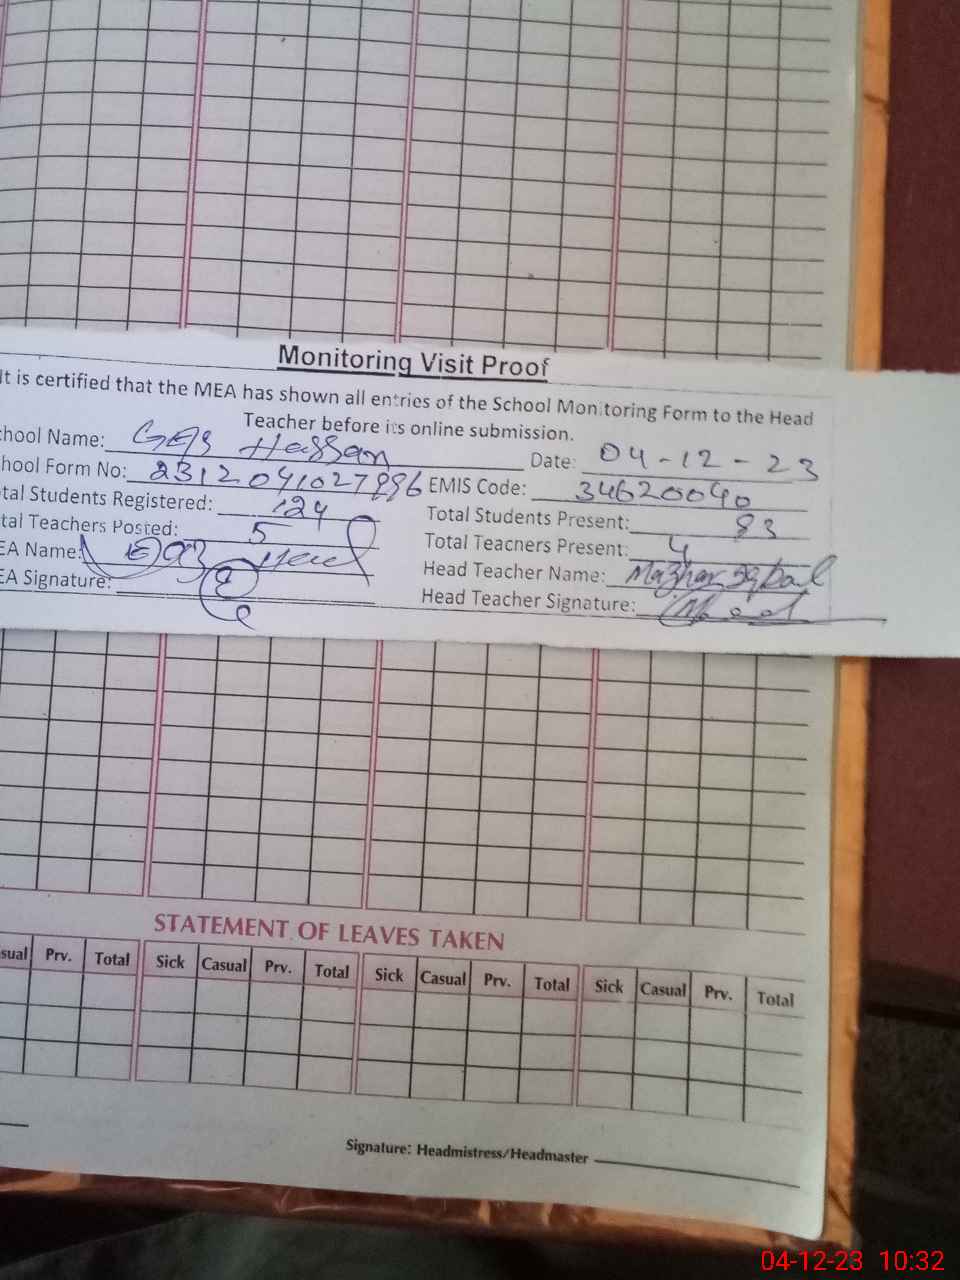 Monitoring Visit Proof
It is certified that the MEA has shown all entries of the School Monitoring Form to the Head
Teacher before its online submission.
chool Name: GES Hassan Date: 04-12-23
hool Form No: 2312041027996 EMIS Code: 34620040
tal Students Registered: 124 Total Students Present: 83
tal Teachers Posted: 5 Total Teachers Present: 4
EA Name: Head Teacher Name: Mazhar Iqbal
EA Signature: Head Teacher Signature:
STATEMENT OF LEAVES TAKEN
sual Prv. Total Sick Casual Prv. Total Sick Casual Prv. Total Sick Casual Prv. Total
Signature: Headmistress/Headmaster
04-12-23 10:32